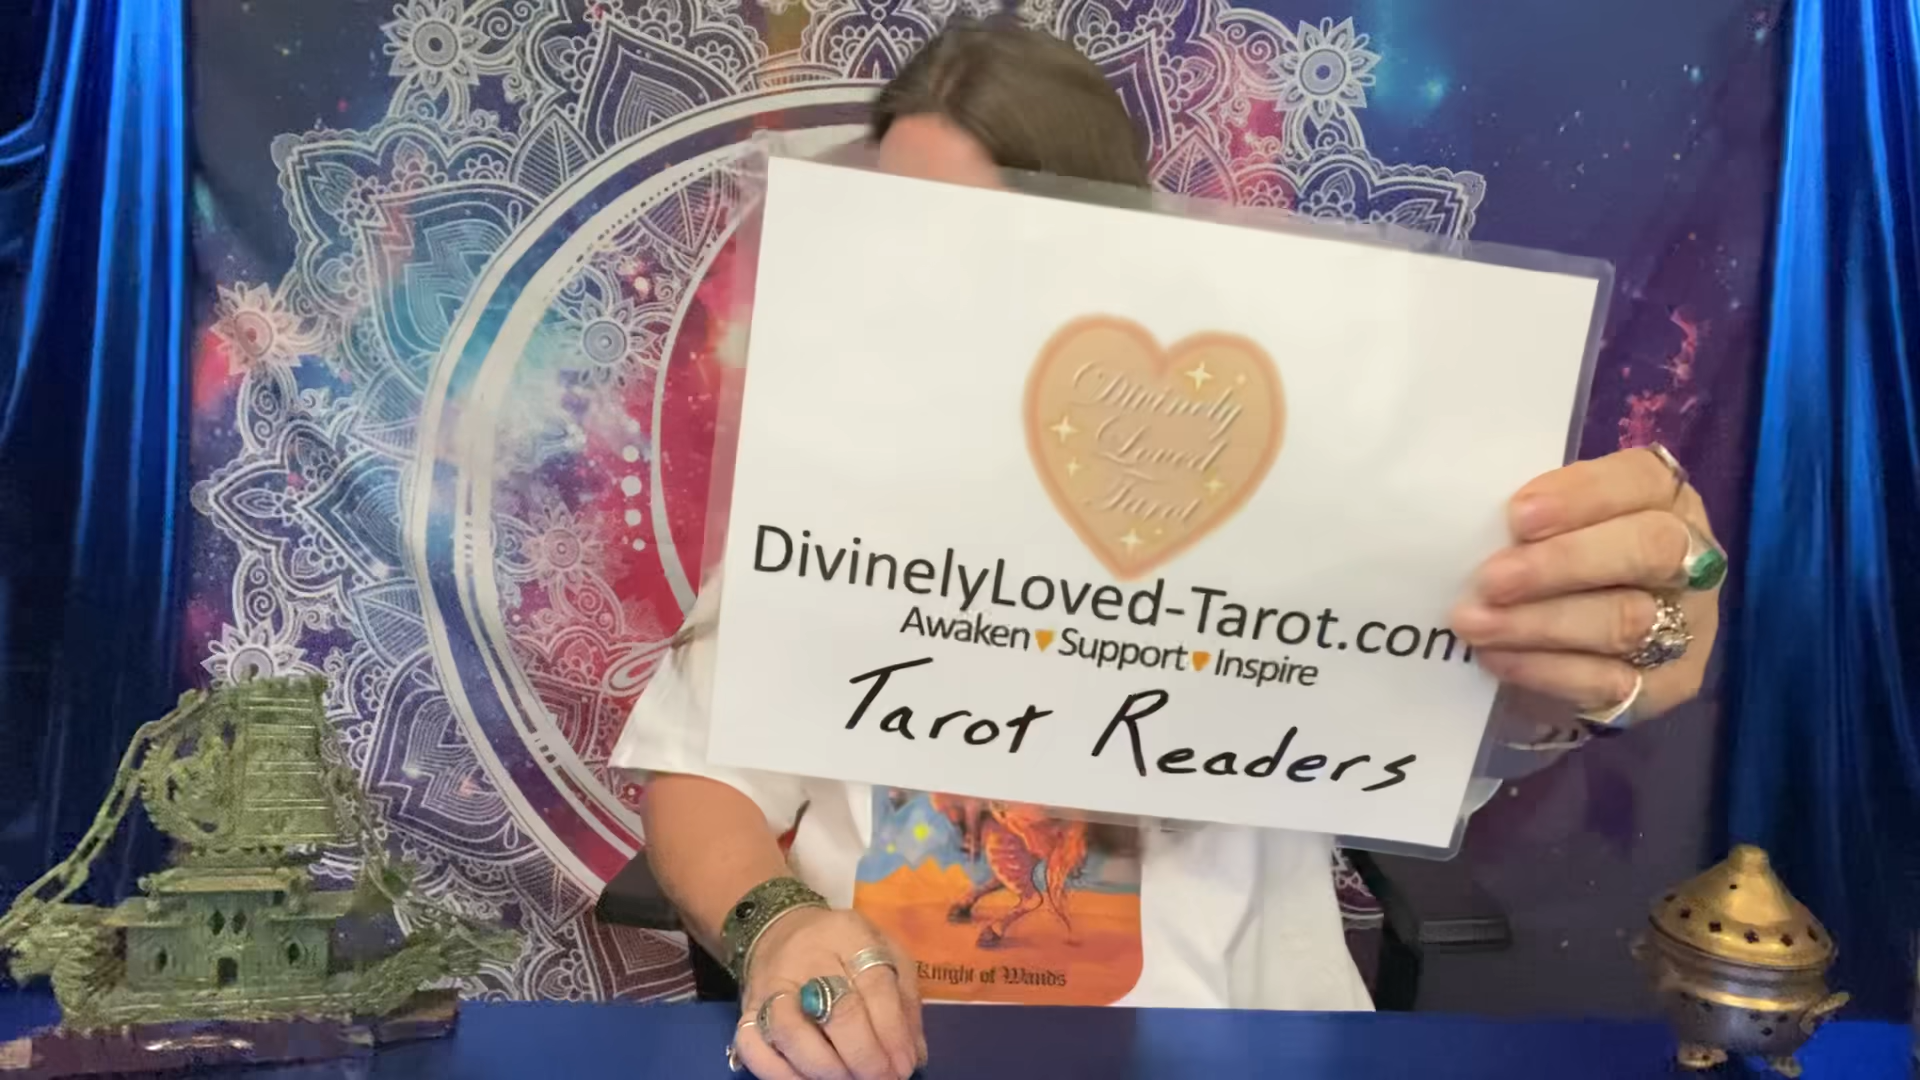 Divinely
Loved
Tarot
DivinelyLoved-Tarot.com
Awaken Support Inspire
Tarot Readers
Knight of Wands